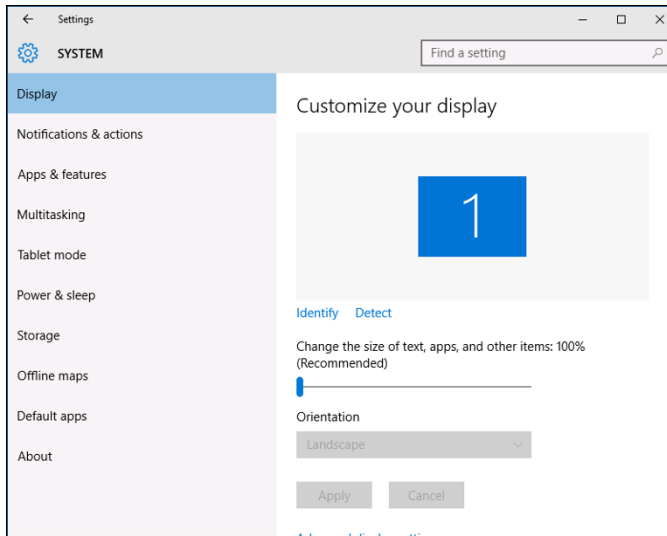 Settings
SYSTEM
Find a setting
Display
Notifications & actions
Apps & features
Multitasking
Tablet mode
Power & sleep
Storage
Offline maps
Default apps
About
Customize your display
1
Identify Detect
Change the size of text, apps, and other items: 100%
(Recommended)
Orientation
Landscape
Apply Cancel